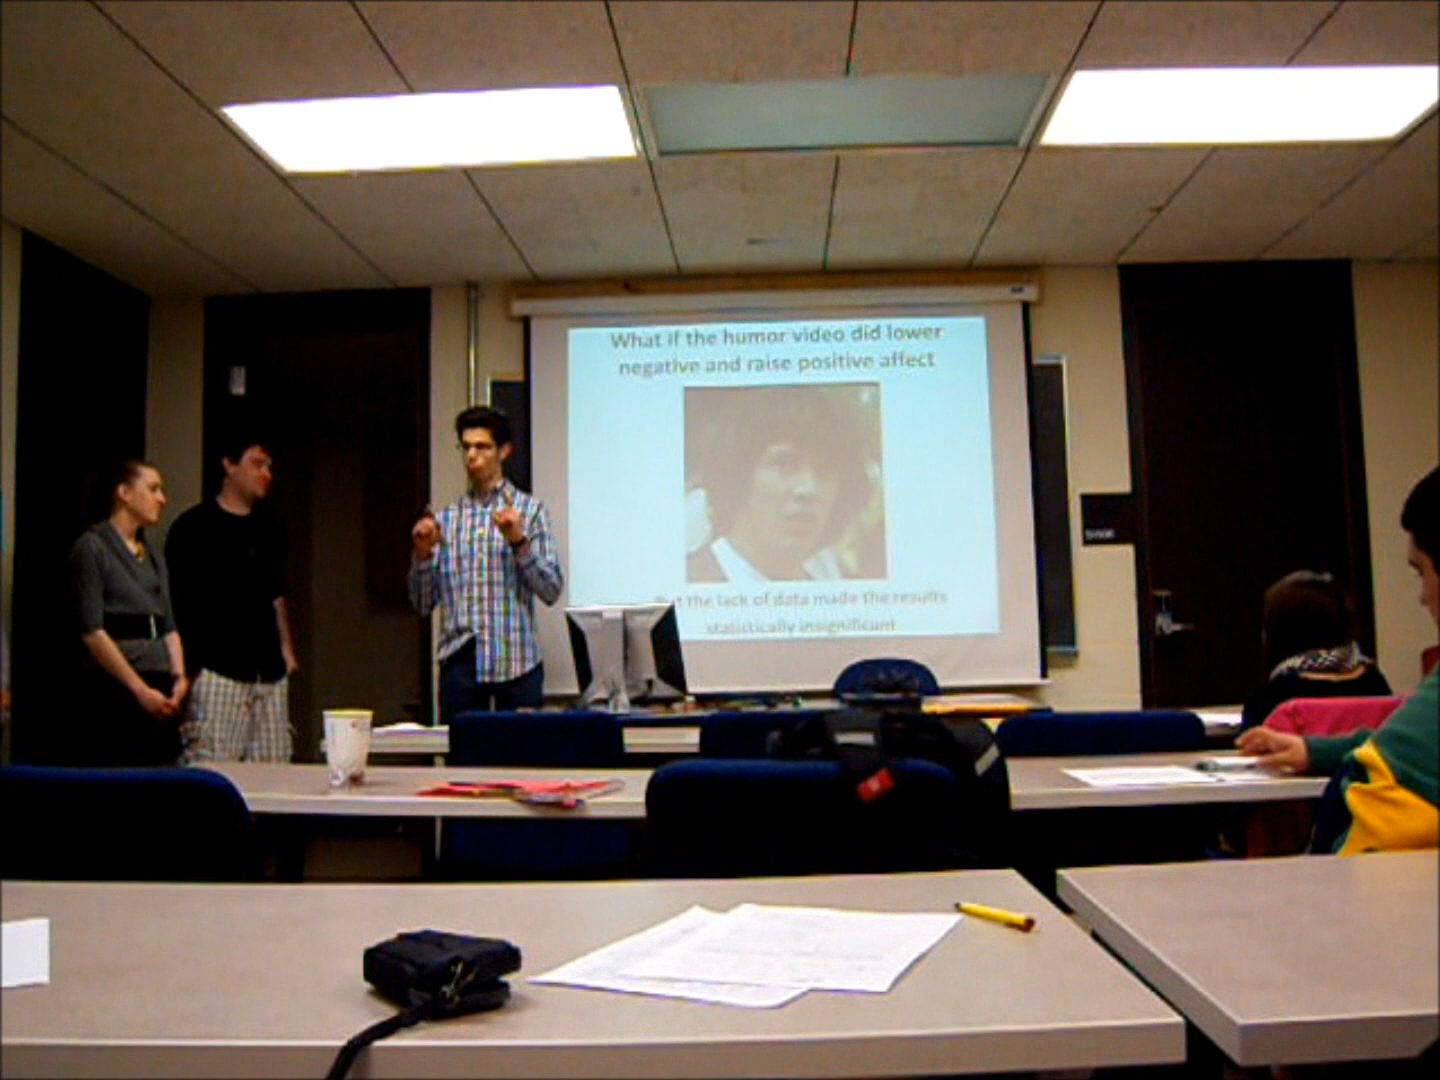 What if the humor video did lower
negative and raise positive affect
But the lack of data made the results
statistically insignificant